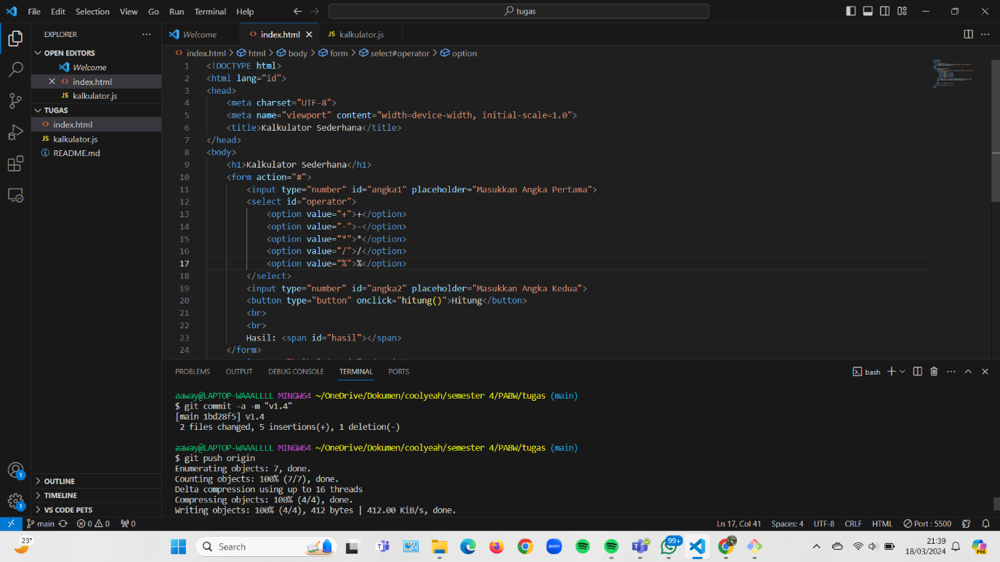 File Edit Selection View Go Run Terminal Help
tugas
EXPLORER
OPEN EDITORS
Welcome
index.html
JS kalkulator.js
TUGAS
index.html
JS kalkulator.js
README.md
OUTLINE
TIMELINE
VS CODE PETS
Welcome index.html JS kalkulator.js
index.html > html > body > form > select#operator > option
1 <!DOCTYPE html>
2 <html lang="id">
3 <head>
4 <meta charset="UTF-8">
5 <meta name="viewport" content="width=device-width, initial-scale=1.0">
6 <title>Kalkulator Sederhana</title>
7 </head>
8 <body>
9 <h1>Kalkulator Sederhana</h1>
10 <form action="#">
11 <input type="number" id="angka1" placeholder="Masukkan Angka Pertama">
12 <select id="operator">
13 <option value="+">+</option>
14 <option value="-">-</option>
15 <option value="*">*</option>
16 <option value="/">/</option>
17 <option value="%">%</option>
18 </select>
19 <input type="number" id="angka2" placeholder="Masukkan Angka Kedua">
20 <button type="button" onclick="hitung()">Hitung</button>
21 <br>
22 <br>
23 Hasil: <span id="hasil"></span>
24 </form>
PROBLEMS OUTPUT DEBUG CONSOLE TERMINAL PORTS
bash
aaway@LAPTOP-WAAALLLL MINGW64 ~/OneDrive/Dokumen/coolyeah/semester 4/PABW/tugas (main)
$ git commit -a -m "v1.4"
[main 1bd28f5] v1.4
2 files changed, 5 insertions(+), 1 deletion(-)
aaway@LAPTOP-WAAALLLL MINGW64 ~/OneDrive/Dokumen/coolyeah/semester 4/PABW/tugas (main)
$ git push origin
Enumerating objects: 7, done.
Counting objects: 100% (7/7), done.
Delta compression using up to 16 threads
Compressing objects: 100% (4/4), done.
Writing objects: 100% (4/4), 412 bytes | 412.00 KiB/s, done.
1
1
main 0 0 0
Ln 17, Col 41 Spaces: 4 UTF-8 CRLF HTML Port : 5500
23°
Search
zoom
99+
21:39
18/03/2024
PRE